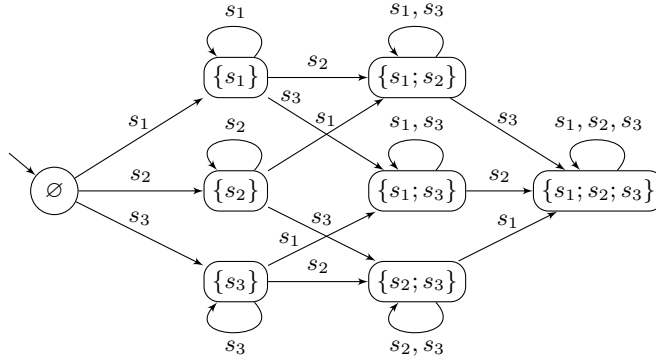 s₁
s₁, s₃
{s₁}
s₂
{s₁; s₂}
s₁
s₃
s₁
s₃
s₂
s₁, s₃
s₁, s₂, s₃
∅
s₂
{s₂}
{s₁; s₃}
s₂
{s₁; s₂; s₃}
s₃
s₃
s₁
s₁
{s₃}
s₂
{s₂; s₃}
s₃
s₂, s₃